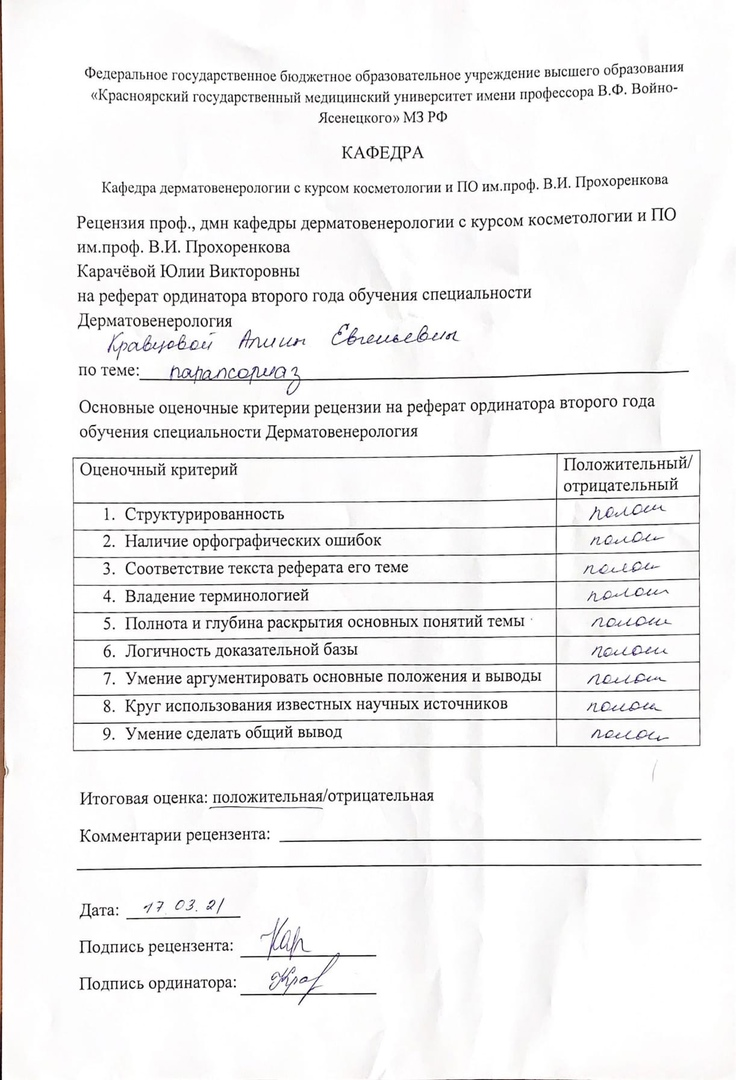 Федеральное государственное бюджетное образовательное учреждение высшего образования
«Красноярский государственный медицинский университет имени профессора В.Ф. Войно-
Ясенецкого» МЗ РФ
КАФЕДРА
Кафедра дерматовенерологии с курсом косметологии и ПО им.проф. В.И. Прохоренкова
Рецензия проф., дмн кафедры дерматовенерологии с курсом косметологии и ПО
им.проф. В.И. Прохоренкова
Карачёвой Юлии Викторовны
на реферат ординатора второго года обучения специальности
Дерматовенерология
Кравцовой Алины Евгеньевны
по теме: парапсориаз
Основные оценочные критерии рецензии на реферат ординатора второго года
обучения специальности Дерматовенерология
Оценочный критерий Положительный/
отрицательный
1. Структурированность полож
2. Наличие орфографических ошибок полож
3. Соответствие текста реферата его теме полож
4. Владение терминологией полож
5. Полнота и глубина раскрытия основных понятий темы полож
6. Логичность доказательной базы полож
7. Умение аргументировать основные положения и выводы полож
8. Круг использования известных научных источников полож
9. Умение сделать общий вывод полож
Итоговая оценка: положительная/отрицательная
Комментарии рецензента:
Дата: 17.03.21
Подпись рецензента: Кар
Подпись ординатора: Крав